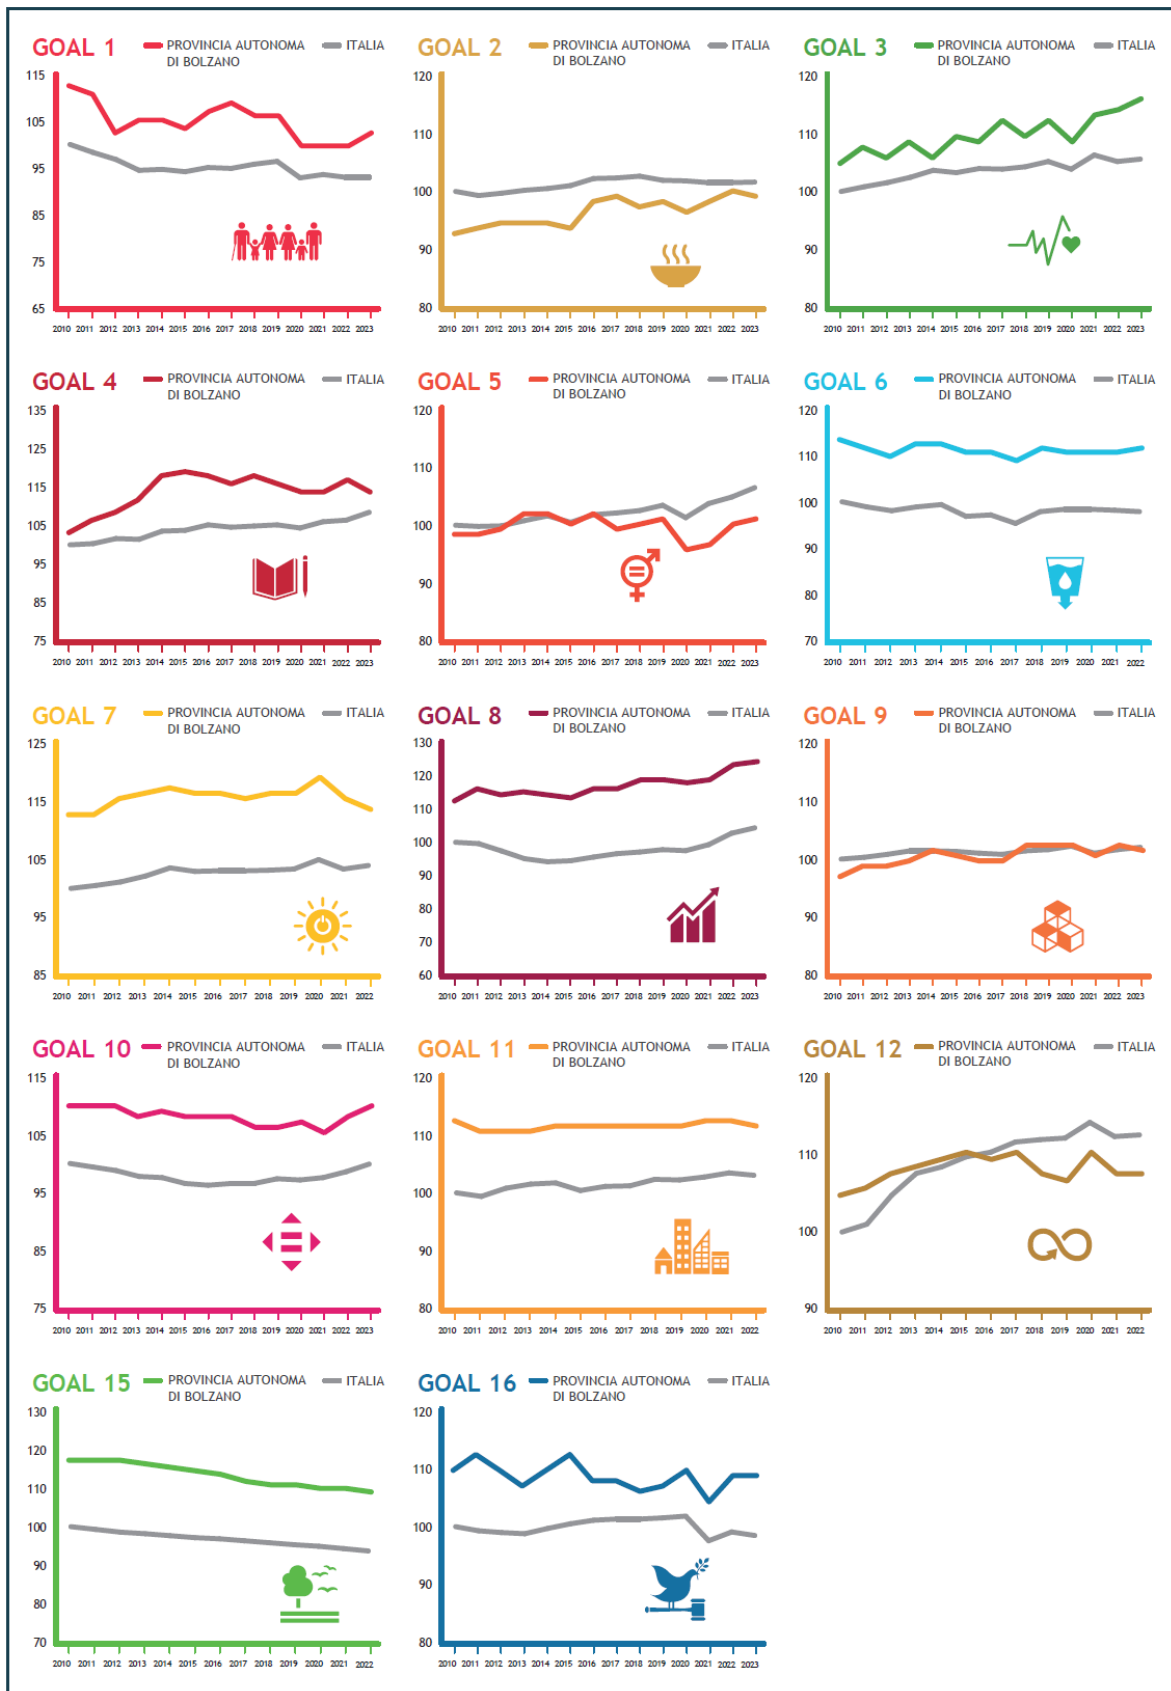 GOAL 1 PROVINCIA AUTONOMA DI BOLZANO ITALIA
115
105
95
85
75
65
2010 2011 2012 2013 2014 2015 2016 2017 2018 2019 2020 2021 2022 2023
GOAL 2 PROVINCIA AUTONOMA DI BOLZANO ITALIA
120
110
100
90
80
2010 2011 2012 2013 2014 2015 2016 2017 2018 2019 2020 2021 2022 2023
GOAL 3 PROVINCIA AUTONOMA DI BOLZANO ITALIA
120
110
100
90
80
2010 2011 2012 2013 2014 2015 2016 2017 2018 2019 2020 2021 2022 2023
GOAL 4 PROVINCIA AUTONOMA DI BOLZANO ITALIA
135
125
115
105
95
85
75
2010 2011 2012 2013 2014 2015 2016 2017 2018 2019 2020 2021 2022 2023
GOAL 5 PROVINCIA AUTONOMA DI BOLZANO ITALIA
120
110
100
90
80
2010 2011 2012 2013 2014 2015 2016 2017 2018 2019 2020 2021 2022 2023
GOAL 6 PROVINCIA AUTONOMA DI BOLZANO ITALIA
120
110
100
90
80
70
2010 2011 2012 2013 2014 2015 2016 2017 2018 2019 2020 2021 2022
GOAL 7 PROVINCIA AUTONOMA DI BOLZANO ITALIA
125
115
105
95
85
2010 2011 2012 2013 2014 2015 2016 2017 2018 2019 2020 2021 2022
GOAL 8 PROVINCIA AUTONOMA DI BOLZANO ITALIA
130
120
110
100
90
80
70
60
2010 2011 2012 2013 2014 2015 2016 2017 2018 2019 2020 2021 2022 2023
GOAL 9 PROVINCIA AUTONOMA DI BOLZANO ITALIA
120
110
100
90
80
2010 2011 2012 2013 2014 2015 2016 2017 2018 2019 2020 2021 2022 2023
GOAL 10 PROVINCIA AUTONOMA DI BOLZANO ITALIA
115
105
95
85
75
2010 2011 2012 2013 2014 2015 2016 2017 2018 2019 2020 2021 2022 2023
GOAL 11 PROVINCIA AUTONOMA DI BOLZANO ITALIA
120
110
100
90
80
2010 2011 2012 2013 2014 2015 2016 2017 2018 2019 2020 2021 2022
GOAL 12 PROVINCIA AUTONOMA DI BOLZANO ITALIA
120
110
100
90
2010 2011 2012 2013 2014 2015 2016 2017 2018 2019 2020 2021 2022
GOAL 15 PROVINCIA AUTONOMA DI BOLZANO ITALIA
130
120
110
100
90
80
70
2010 2011 2012 2013 2014 2015 2016 2017 2018 2019 2020 2021 2022
GOAL 16 PROVINCIA AUTONOMA DI BOLZANO ITALIA
120
110
100
90
80
2010 2011 2012 2013 2014 2015 2016 2017 2018 2019 2020 2021 2022 2023